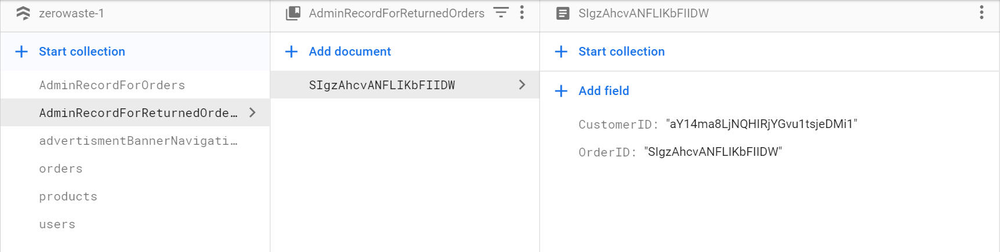 zerowaste-1
Start collection
AdminRecordForOrders
AdminRecordForReturnedOrde…
advertismentBannerNavigati…
orders
products
users
AdminRecordForReturnedOrders
Add document
SIgzAhcvANFLIKbFIIDW
SIgzAhcvANFLIKbFIIDW
Start collection
Add field
CustomerID: "aY14ma8LjNQHIRjYGvu1tsjeDMi1"
OrderID: "SIgzAhcvANFLIKbFIIDW"